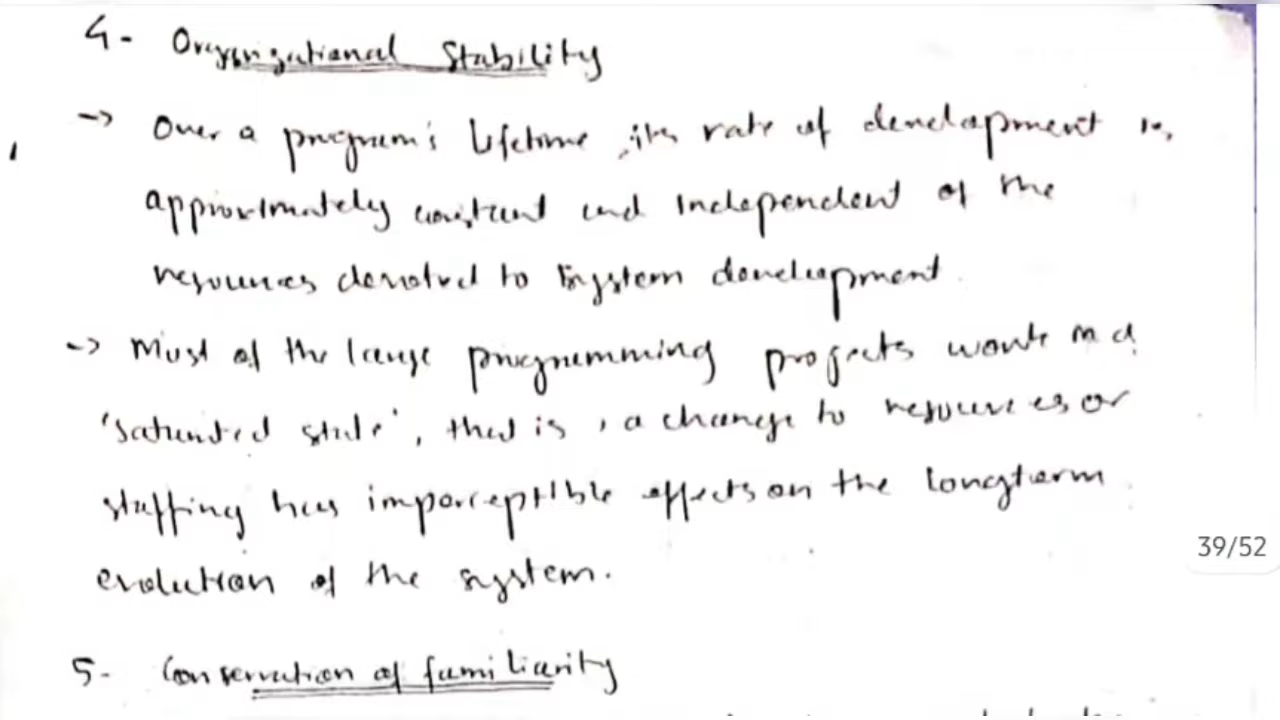 4- Organizational Stability
-> Over a program's lifetime, its rate of development is,
approximately constant and independent of the
resources devoted to system development.
-> Most of the large programming projects work in a
'saturated state', that is, a change to resources or
staffing has imperceptible effects on the longterm
evolution of the system.
39/52
5- Conservation of familiarity